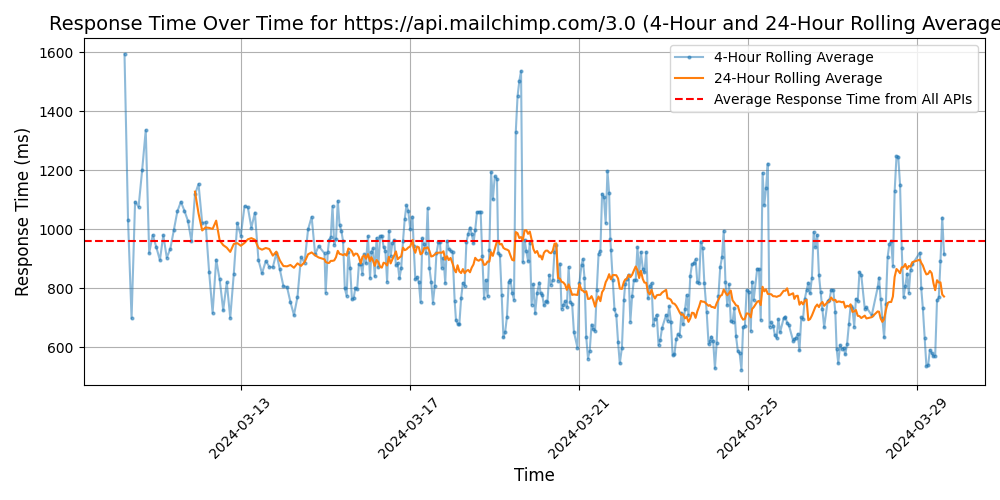 Response Time Over Time for https://api.mailchimp.com/3.0 (4-Hour and 24-Hour Rolling Average
1600
1400
1200
1000
800
600
Response Time (ms)
4-Hour Rolling Average
24-Hour Rolling Average
Average Response Time from All APIs
2024-03-13
2024-03-17
2024-03-21
2024-03-25
2024-03-29
Time